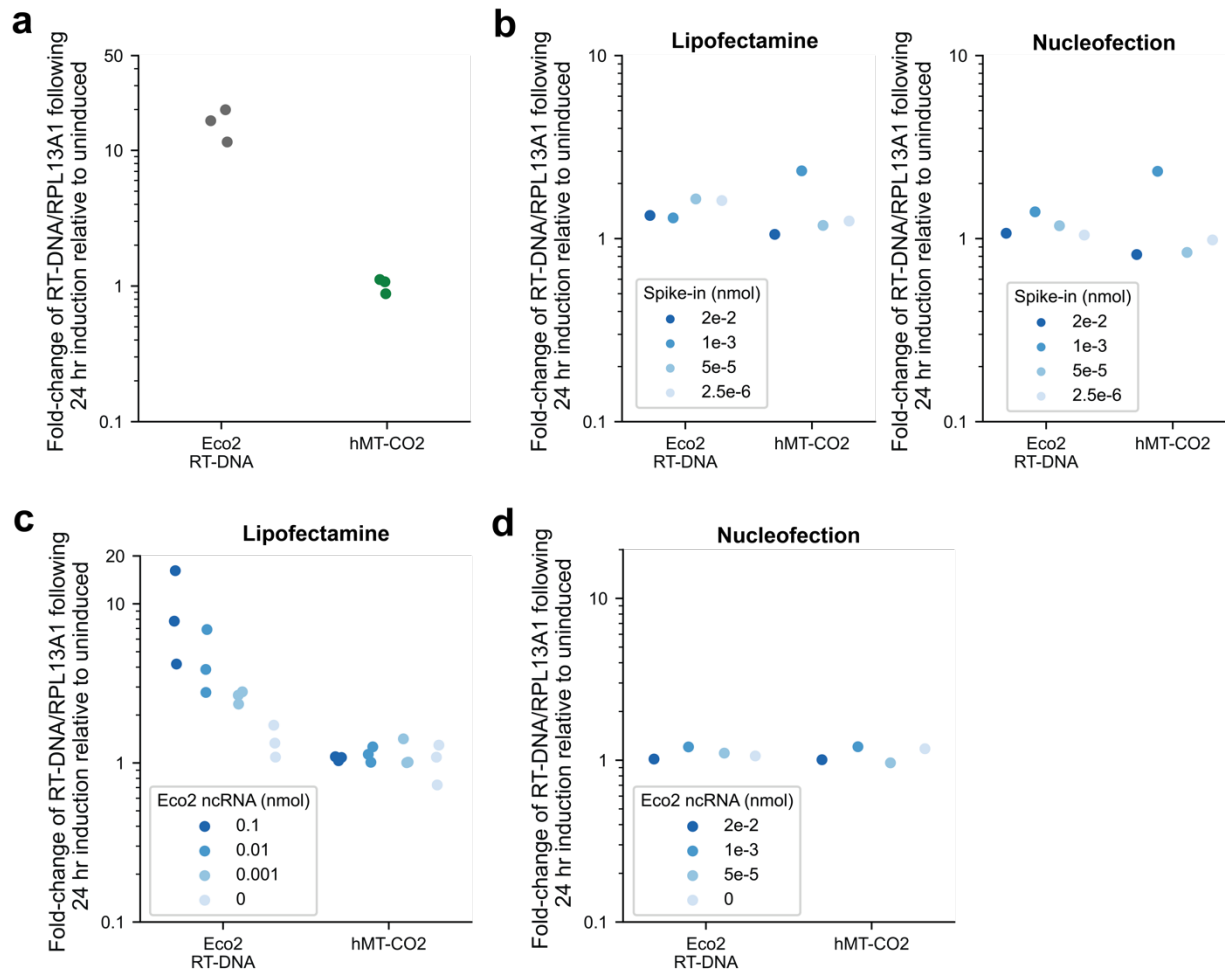 a
Fold-change of RT-DNA/RPL13A1 following
24 hr induction relative to uninduced
50
10
1
0.1
Eco2
RT-DNA
hMT-CO2
b
Lipofectamine
Fold-change of RT-DNA/RPL13A1 following
24 hr induction relative to uninduced
10
1
0.1
Spike-in (nmol)
2e-2
1e-3
5e-5
2.5e-6
Eco2
RT-DNA
hMT-CO2
Nucleofection
Fold-change of RT-DNA/RPL13A1 following
24 hr induction relative to uninduced
10
1
0.1
Spike-in (nmol)
2e-2
1e-3
5e-5
2.5e-6
Eco2
RT-DNA
hMT-CO2
c
Lipofectamine
Fold-change of RT-DNA/RPL13A1 following
24 hr induction relative to uninduced
20
10
1
0.1
Eco2 ncRNA (nmol)
0.1
0.01
0.001
0
Eco2
RT-DNA
hMT-CO2
d
Nucleofection
Fold-change of RT-DNA/RPL13A1 following
24 hr induction relative to uninduced
10
1
0.1
Eco2 ncRNA (nmol)
2e-2
1e-3
5e-5
0
Eco2
RT-DNA
hMT-CO2